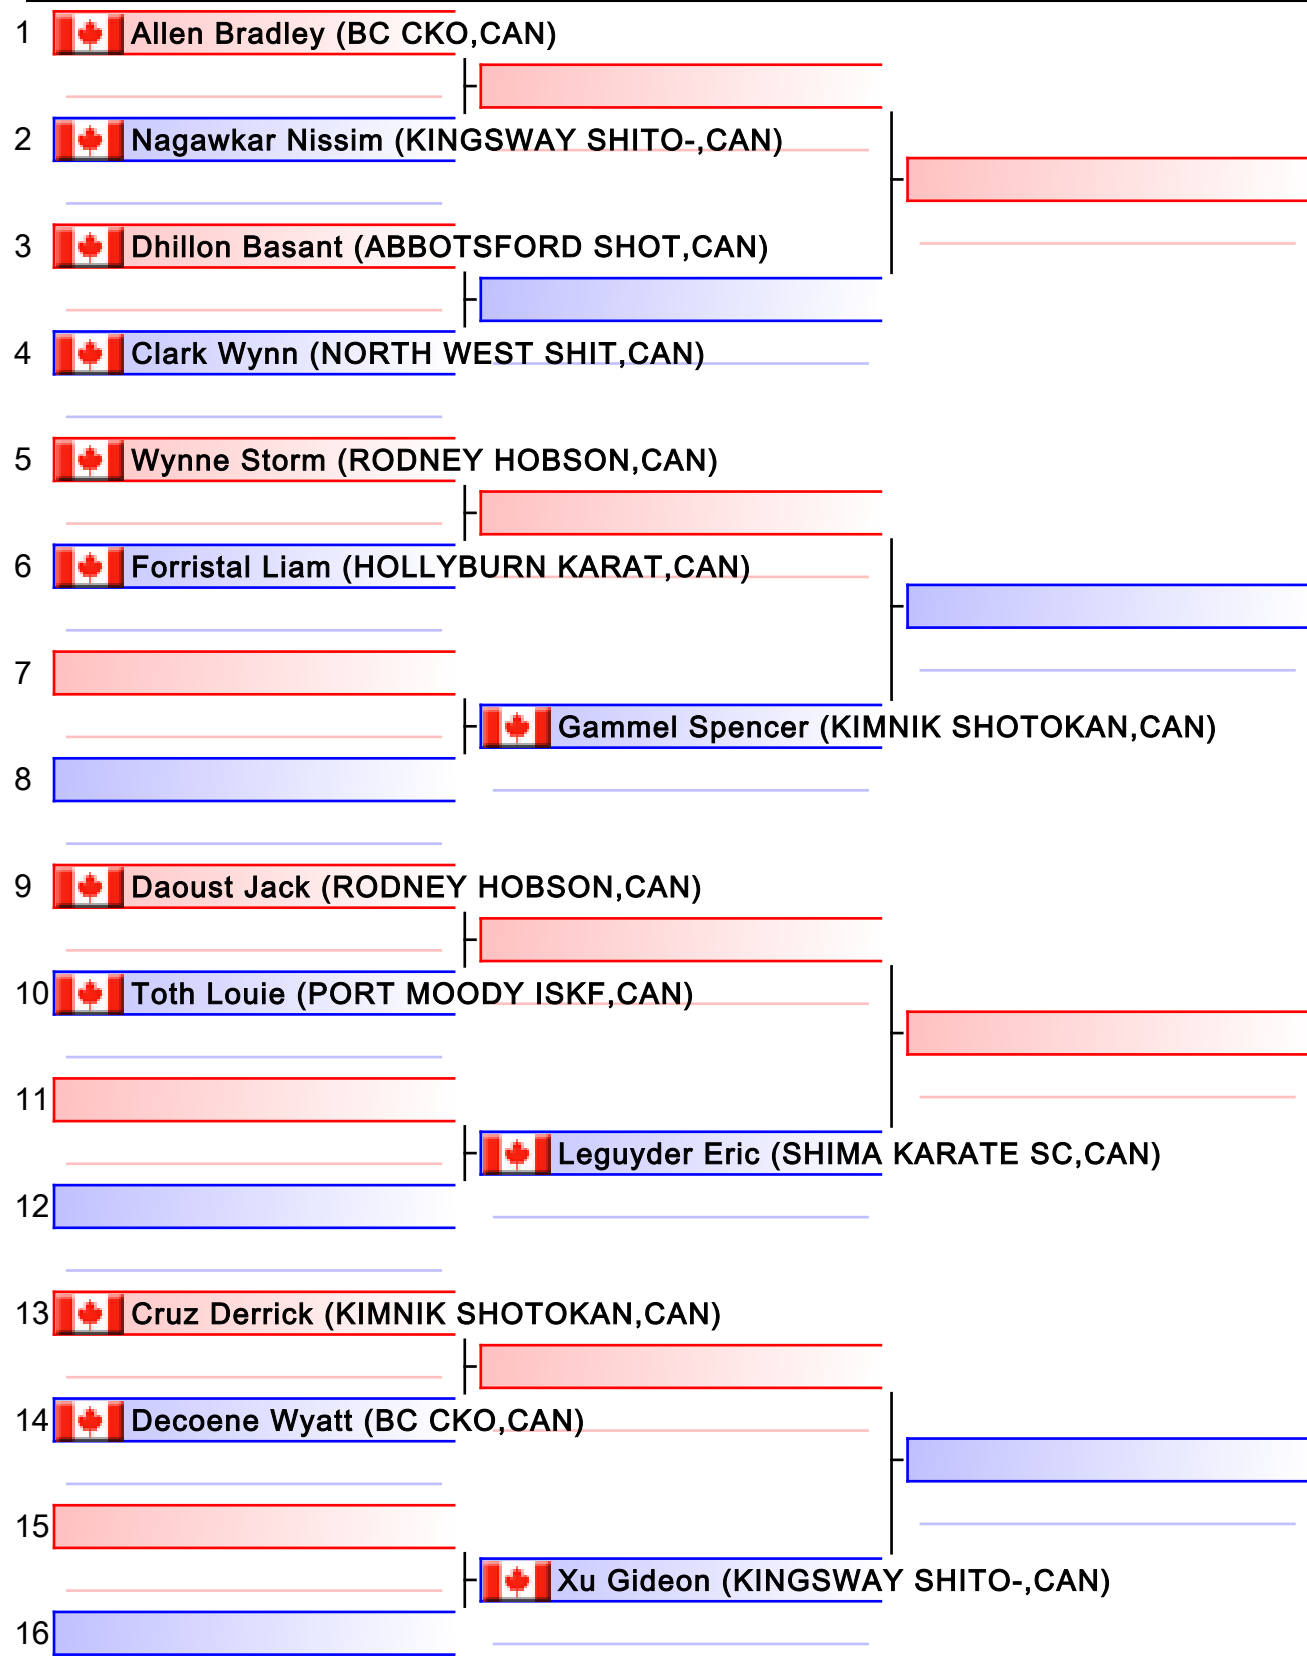 1 Allen Bradley (BC CKO,CAN)
2 Nagawkar Nissim (KINGSWAY SHITO-,CAN)
3 Dhillon Basant (ABBOTSFORD SHOT,CAN)
4 Clark Wynn (NORTH WEST SHIT,CAN)
5 Wynne Storm (RODNEY HOBSON,CAN)
6 Forristal Liam (HOLLYBURN KARAT,CAN)
7
Gammel Spencer (KIMNIK SHOTOKAN,CAN)
8
9 Daoust Jack (RODNEY HOBSON,CAN)
10 Toth Louie (PORT MOODY ISKF,CAN)
11
Leguyder Eric (SHIMA KARATE SC,CAN)
12
13 Cruz Derrick (KIMNIK SHOTOKAN,CAN)
14 Decoene Wyatt (BC CKO,CAN)
15
Xu Gideon (KINGSWAY SHITO-,CAN)
16